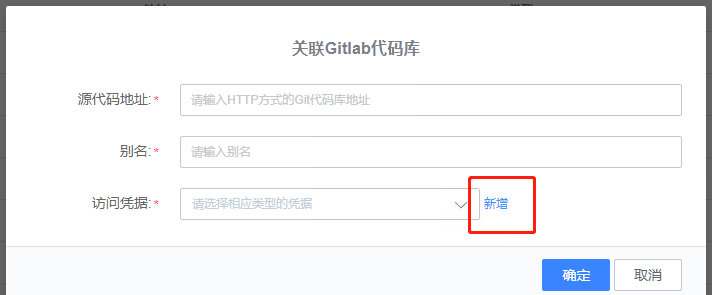 关联Gitlab代码库
源代码地址:* 请输入HTTP方式的Git代码库地址
别名:* 请输入别名
访问凭据:* 请选择相应类型的凭据 新增
确定 取消